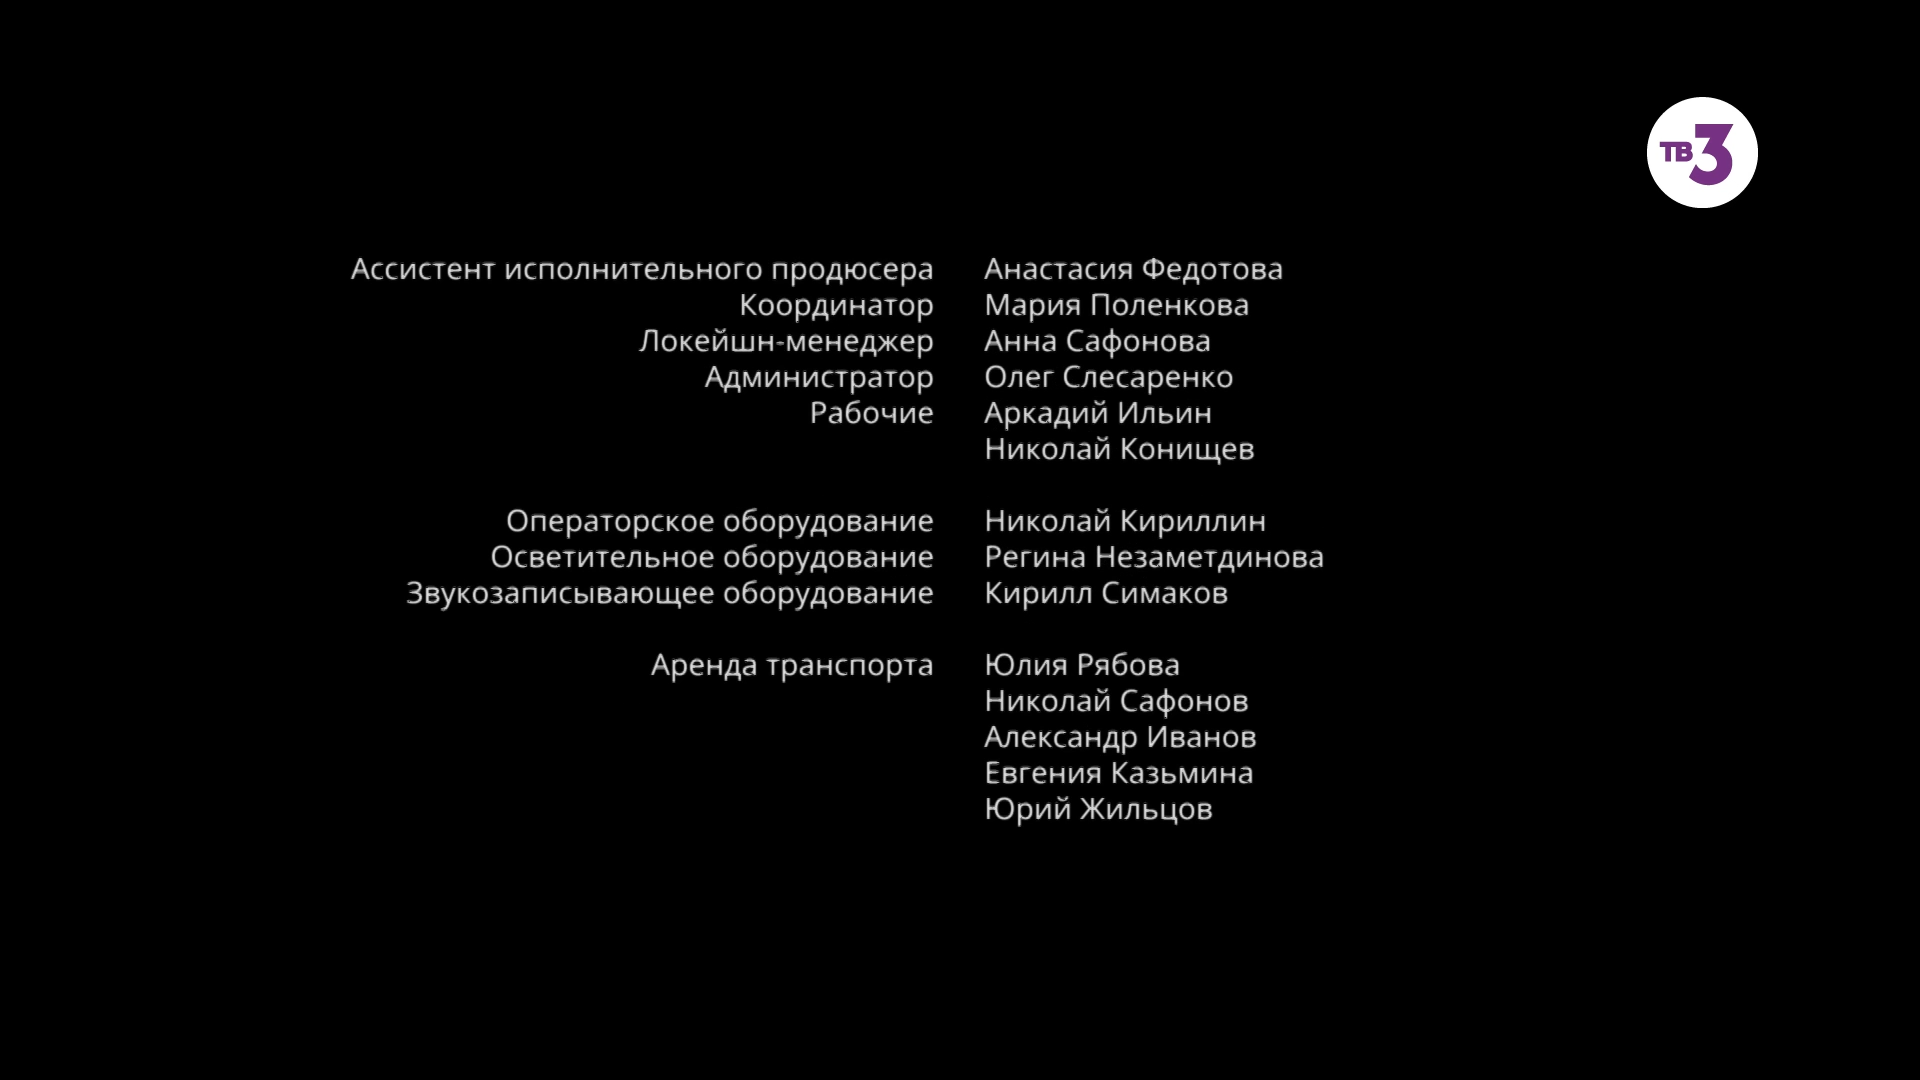 ТВ3
Ассистент исполнительного продюсера Анастасия Федотова
Координатор Мария Поленкова
Локейшн-менеджер Анна Сафонова
Администратор Олег Слесаренко
Рабочие Аркадий Ильин
Николай Конищев
Операторское оборудование Николай Кириллин
Осветительное оборудование Регина Незаметдинова
Звукозаписывающее оборудование Кирилл Симаков
Аренда транспорта Юлия Рябова
Николай Сафонов
Александр Иванов
Евгения Казьмина
Юрий Жильцов